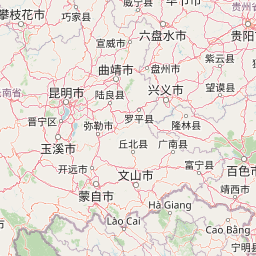 威宁县
毕节市
贵州省
攀枝花市
巧家县
六盘水市
贵阳
宣威市
紫云县
曲靖市
盘州市
云南省
昆明市
陆良县
兴义市
望谟县
晋宁区
弥勒市
罗平县
隆林县
玉溪市
丘北县
广南县
开远市
富宁县
百色市
文山市
靖西市
蒙自市
Hà Giang
Lào Cai
Cao Bằng
宁明县